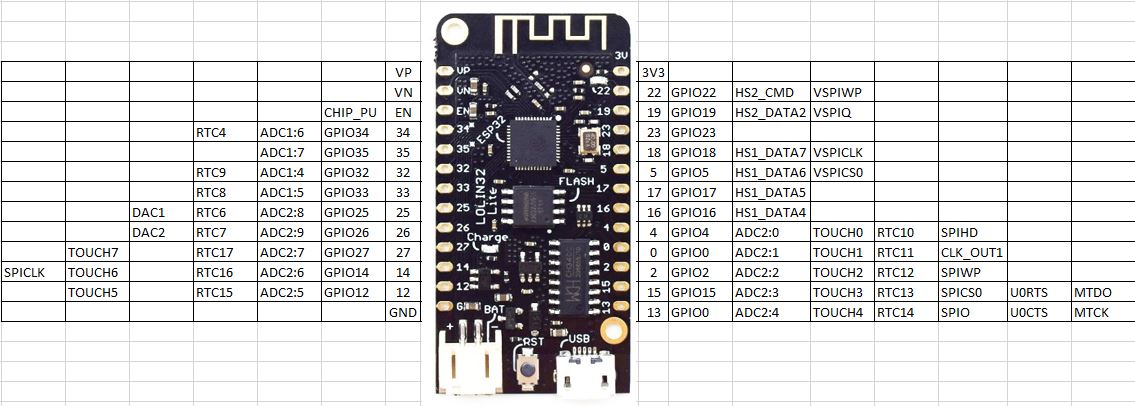 VP
VN
CHIP_PU EN
RTC4 ADC1:6 GPIO34 34
ADC1:7 GPIO35 35
RTC9 ADC1:4 GPIO32 32
RTC8 ADC1:5 GPIO33 33
DAC1 RTC6 ADC2:8 GPIO25 25
DAC2 RTC7 ADC2:9 GPIO26 26
TOUCH7 RTC17 ADC2:7 GPIO27 27
SPICLK TOUCH6 RTC16 ADC2:6 GPIO14 14
TOUCH5 RTC15 ADC2:5 GPIO12 12
GND
3V
VP
VN 22
EN 19
34 23
35 18
32 5
33 17
25 16
26 4
27 0
14 2
12 15
G 13
ESP32
FLASH
LOLIN32
Lite
Charge
BAT
+ -
RST
USB
3V3
22 GPIO22 HS2_CMD VSPIWP
19 GPIO19 HS2_DATA2 VSPIQ
23 GPIO23
18 GPIO18 HS1_DATA7 VSPICLK
5 GPIO5 HS1_DATA6 VSPICS0
17 GPIO17 HS1_DATA5
16 GPIO16 HS1_DATA4
4 GPIO4 ADC2:0 TOUCH0 RTC10 SPIHD
0 GPIO0 ADC2:1 TOUCH1 RTC11 CLK_OUT1
2 GPIO2 ADC2:2 TOUCH2 RTC12 SPIWP
15 GPIO15 ADC2:3 TOUCH3 RTC13 SPICS0 U0RTS MTDO
13 GPIO0 ADC2:4 TOUCH4 RTC14 SPIO U0CTS MTCK